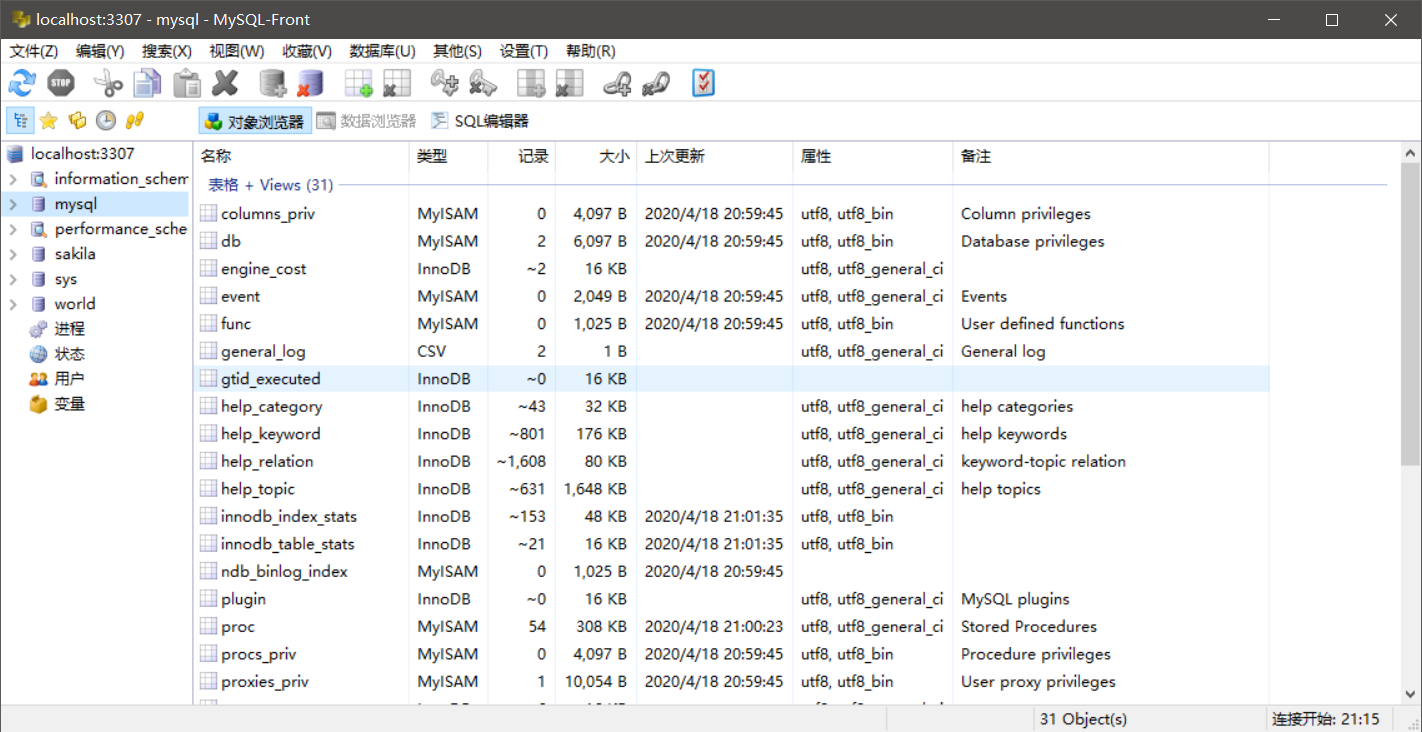 localhost:3307 - mysql - MySQL-Front
文件(Z) 编辑(Y) 搜索(X) 视图(W) 收藏(V) 数据库(U) 其他(S) 设置(T) 帮助(R)
STOP
对象浏览器 数据浏览器 SQL编辑器
localhost:3307
information_schem
mysql
performance_sche
sakila
sys
world
进程
状态
用户
变量
名称 类型 记录 大小 上次更新 属性 备注
表格 + Views (31)
columns_priv MyISAM 0 4,097 B 2020/4/18 20:59:45 utf8, utf8_bin Column privileges
db MyISAM 2 6,097 B 2020/4/18 20:59:45 utf8, utf8_bin Database privileges
engine_cost InnoDB ~2 16 KB utf8, utf8_general_ci
event MyISAM 0 2,049 B 2020/4/18 20:59:45 utf8, utf8_general_ci Events
func MyISAM 0 1,025 B 2020/4/18 20:59:45 utf8, utf8_bin User defined functions
general_log CSV 2 1 B utf8, utf8_general_ci General log
gtid_executed InnoDB ~0 16 KB
help_category InnoDB ~43 32 KB utf8, utf8_general_ci help categories
help_keyword InnoDB ~801 176 KB utf8, utf8_general_ci help keywords
help_relation InnoDB ~1,608 80 KB utf8, utf8_general_ci keyword-topic relation
help_topic InnoDB ~631 1,648 KB utf8, utf8_general_ci help topics
innodb_index_stats InnoDB ~153 48 KB 2020/4/18 21:01:35 utf8, utf8_bin
innodb_table_stats InnoDB ~21 16 KB 2020/4/18 21:01:35 utf8, utf8_bin
ndb_binlog_index MyISAM 0 1,025 B 2020/4/18 20:59:45
plugin InnoDB ~0 16 KB utf8, utf8_general_ci MySQL plugins
proc MyISAM 54 308 KB 2020/4/18 21:00:23 utf8, utf8_general_ci Stored Procedures
procs_priv MyISAM 0 4,097 B 2020/4/18 20:59:45 utf8, utf8_bin Procedure privileges
proxies_priv MyISAM 1 10,054 B 2020/4/18 20:59:45 utf8, utf8_bin User proxy privileges
31 Object(s) 连接开始: 21:15